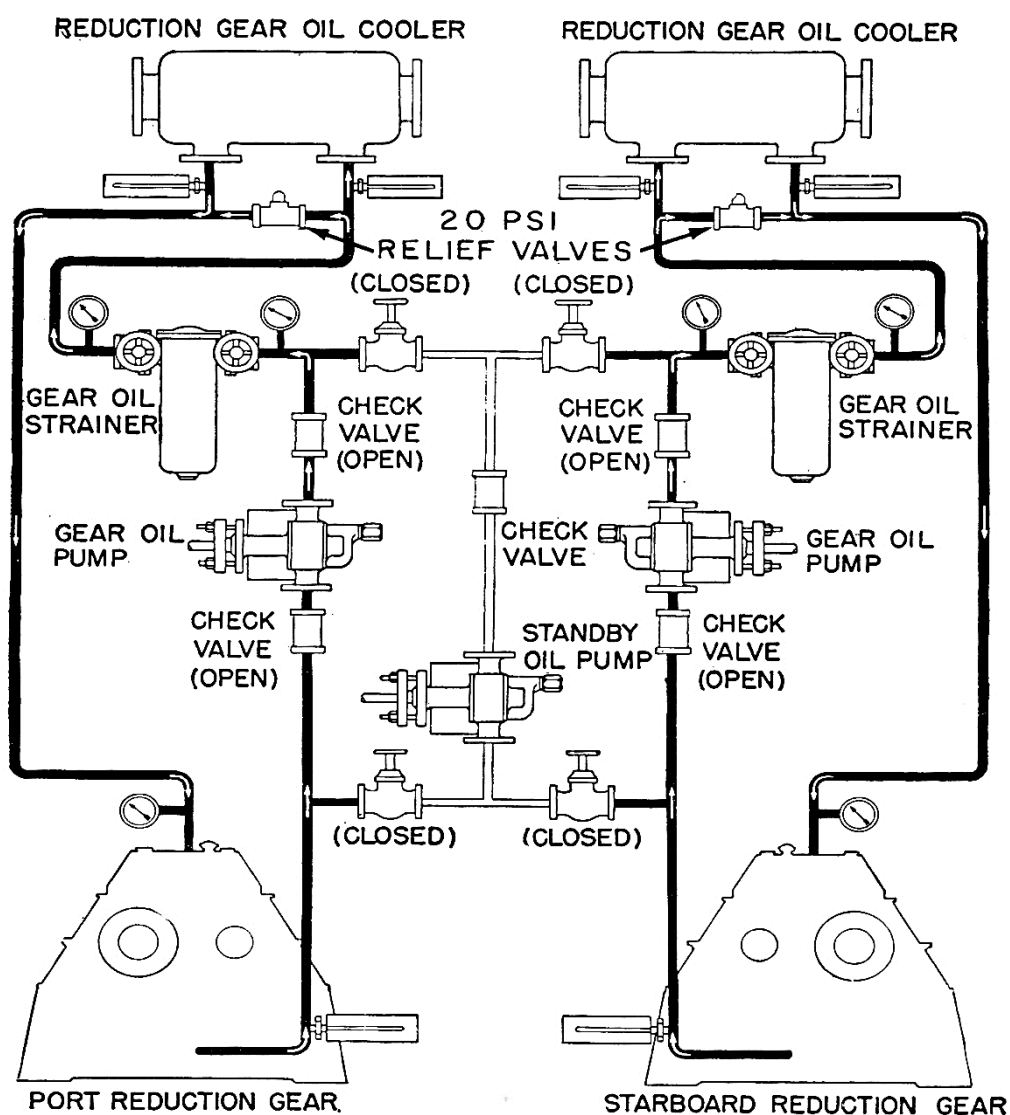 REDUCTION GEAR OIL COOLER
REDUCTION GEAR OIL COOLER
20 PSI
RELIEF VALVES
(CLOSED)
(CLOSED)
GEAR OIL
STRAINER
CHECK
VALVE
(OPEN)
CHECK
VALVE
(OPEN)
GEAR OIL
STRAINER
GEAR OIL
PUMP
CHECK
VALVE
GEAR OIL
PUMP
CHECK
VALVE
(OPEN)
STANDBY
OIL PUMP
CHECK
VALVE
(OPEN)
(CLOSED)
(CLOSED)
PORT REDUCTION GEAR.
STARBOARD REDUCTION GEAR